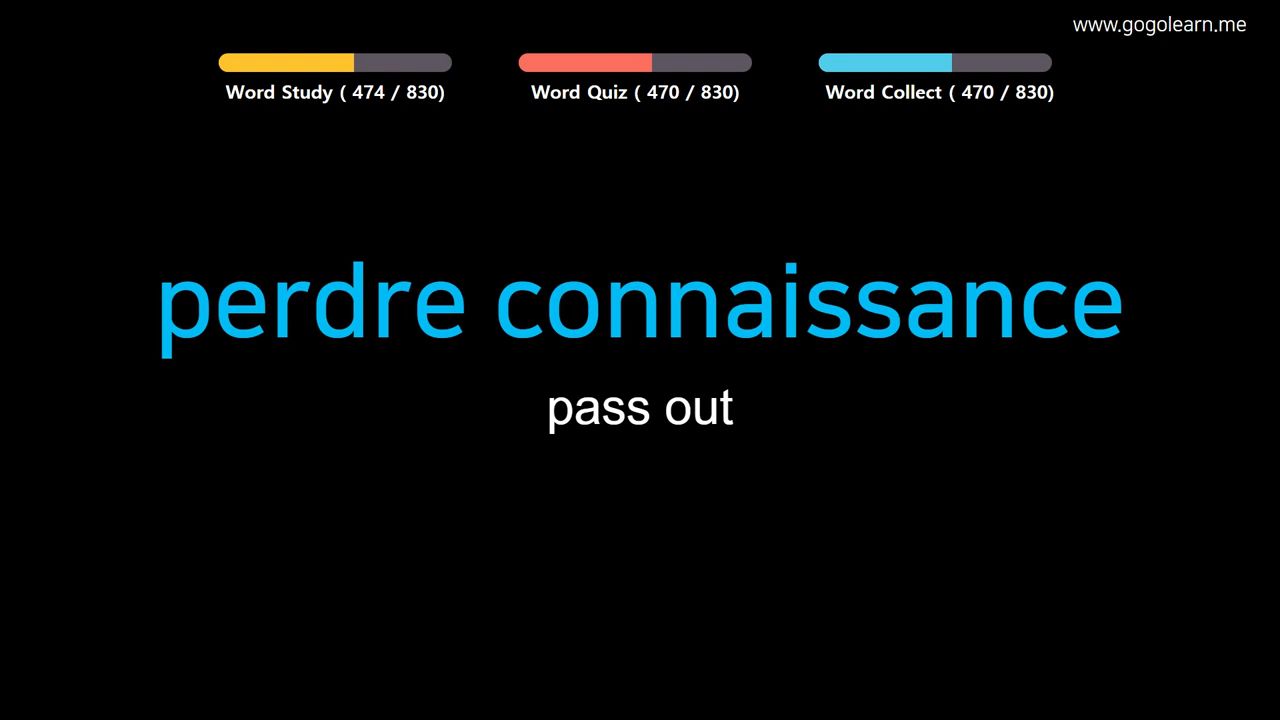 www.gogolearn.me
Word Study ( 474 / 830)
Word Quiz ( 470 / 830)
Word Collect ( 470 / 830)
perdre connaissance
pass out